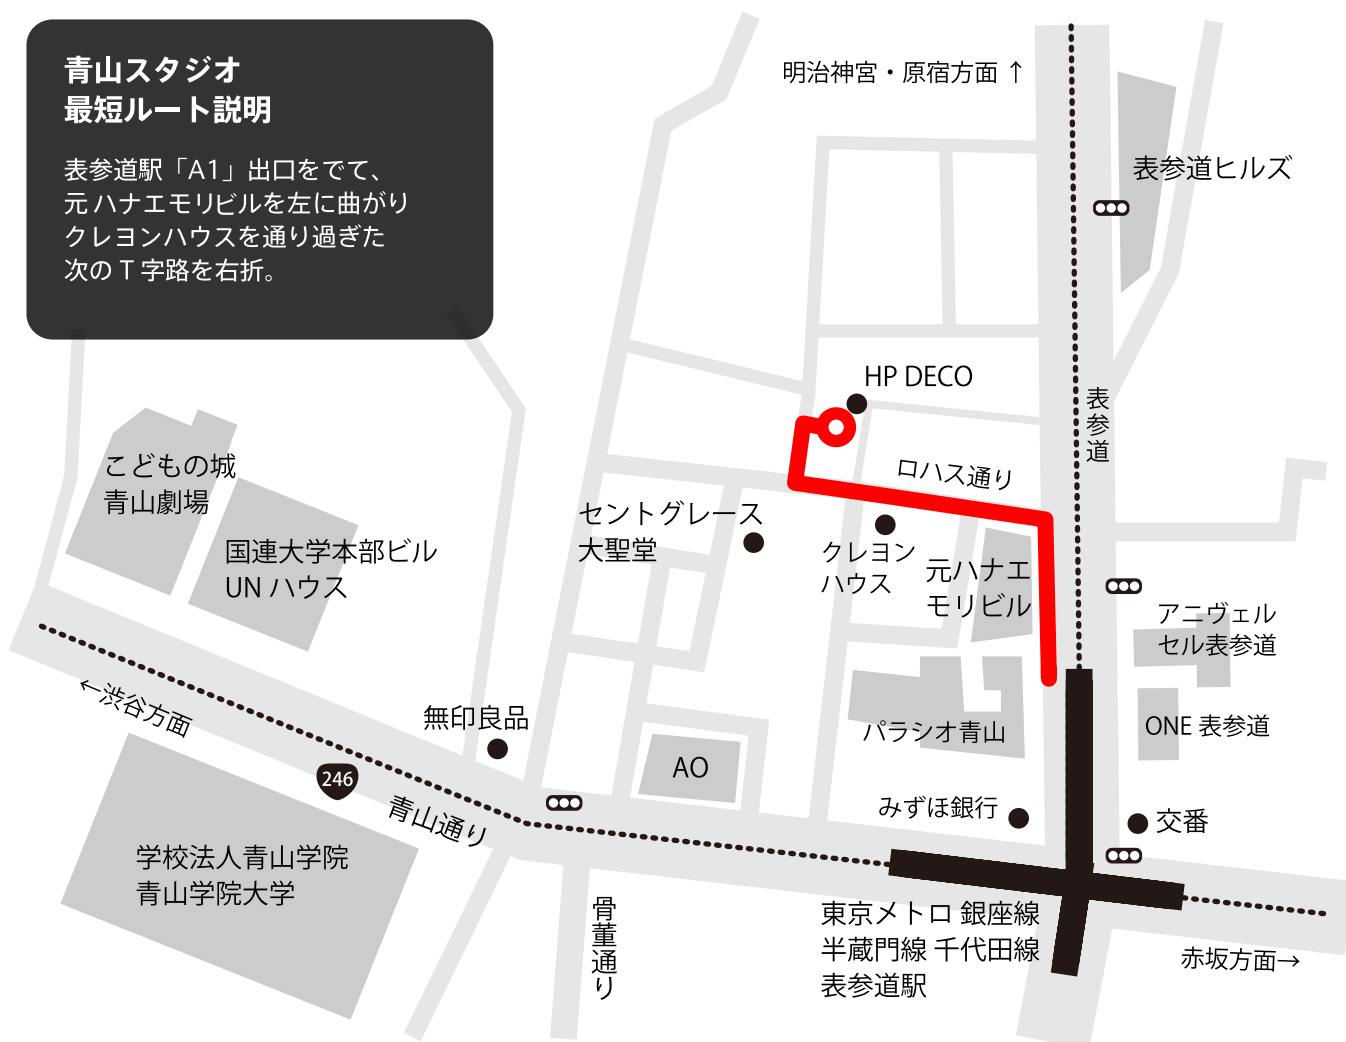 青山スタジオ
最短ルート説明
表参道駅「A1」出口をでて、
元ハナエモリビルを左に曲がり
クレヨンハウスを通り過ぎた
次のT字路を右折。
明治神宮・原宿方面↑
表参道ヒルズ
HP DECO
表参道
ロハス通り
こどもの城
青山劇場
国連大学本部ビル
UNハウス
セントグレース
大聖堂
クレヨン
ハウス
元ハナエ
モリビル
アニヴェル
セル表参道
←渋谷方面
無印良品
246
青山通り
AO
パラシオ青山
ONE 表参道
みずほ銀行
交番
学校法人青山学院
青山学院大学
骨董通り
東京メトロ 銀座線
半蔵門線 千代田線
表参道駅
赤坂方面→